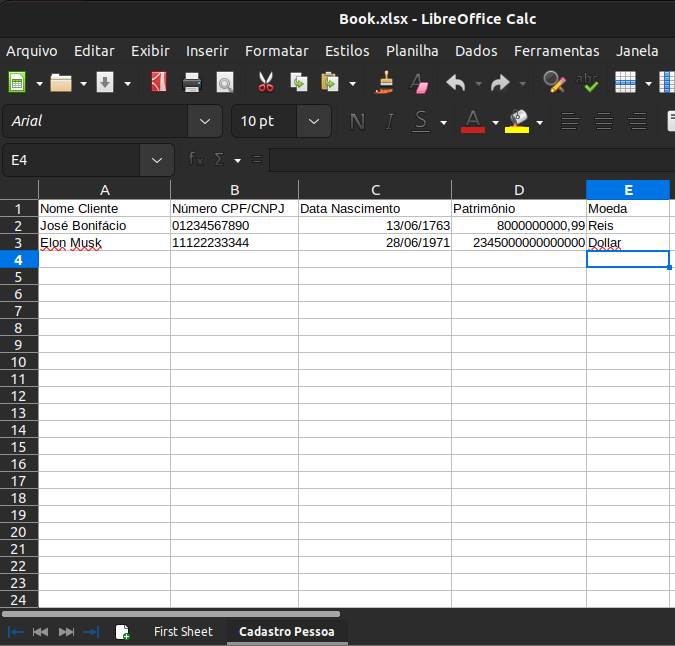 Book.xlsx - LibreOffice Calc
Arquivo Editar Exibir Inserir Formatar Estilos Planilha Dados Ferramentas Janela
abc
Arial 10 pt N I S A
E4 fx Σ =
A B C D E
1 Nome Cliente Número CPF/CNPJ Data Nascimento Patrimônio Moeda
2 José Bonifácio 01234567890 13/06/1763 8000000000,99 Reis
3 Elon Musk 11122233344 28/06/1971 2345000000000000 Dollar
4
5
6
7
8
9
10
11
12
13
14
15
16
17
18
19
20
21
22
23
24
First Sheet Cadastro Pessoa